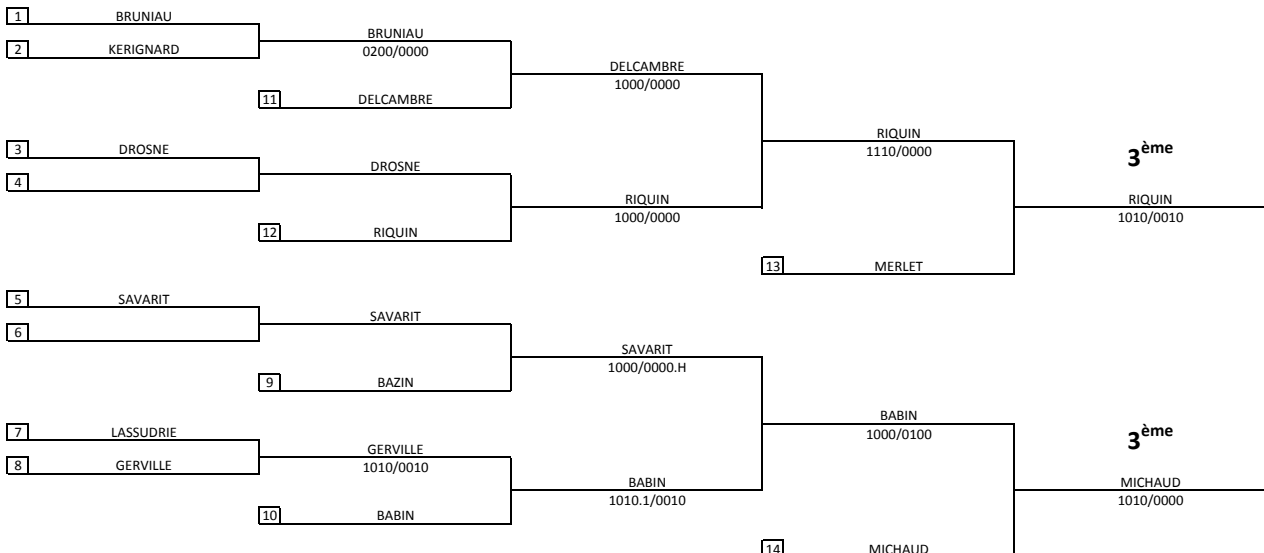 1 BRUNIAU
BRUNIAU
2 KERIGNARD
0200/0000
DELCAMBRE
1000/0000
11 DELCAMBRE
RIQUIN
1110/0000
3 DROSNE
3ème
DROSNE
4
RIQUIN
1000/0000
RIQUIN
1010/0010
12 RIQUIN
13 MERLET
5 SAVARIT
SAVARIT
6
SAVARIT
1000/0000.H
9 BAZIN
BABIN
1000/0100
7 LASSUDRIE
3ème
GERVILLE
1010/0010
8 GERVILLE
BABIN
1010.1/0010
MICHAUD
1010/0000
10 BABIN
14 MICHAUD